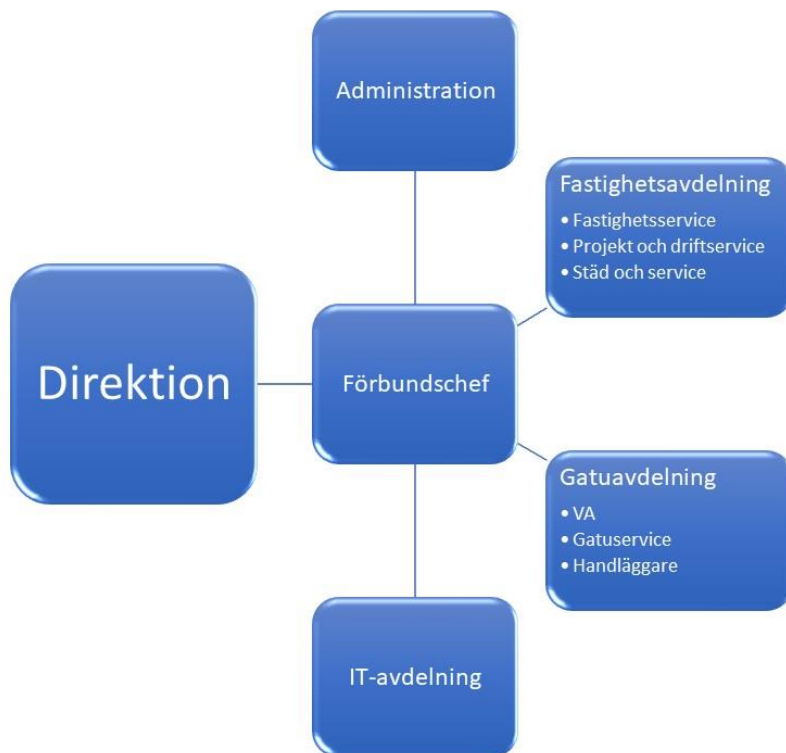 Administration
Fastighetsavdelning
• Fastighetsservice
• Projekt och driftservice
• Städ och service
Direktion
Förbundschef
Gatuavdelning
• VA
• Gatuservice
• Handläggare
IT-avdelning